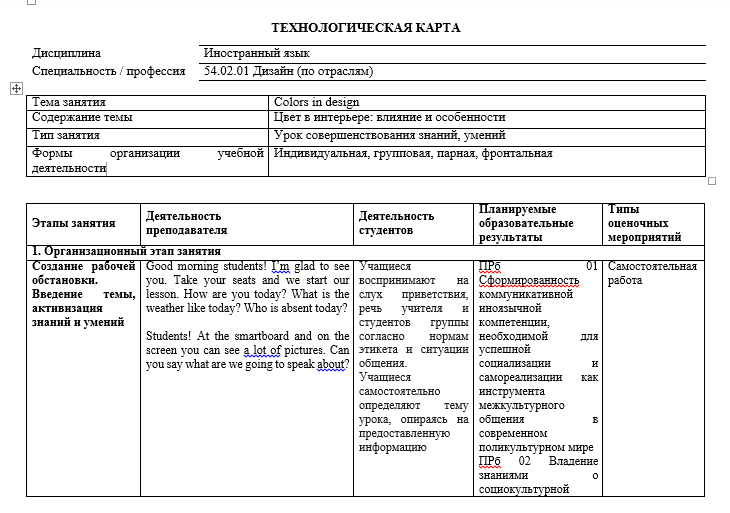 ТЕХНОЛОГИЧЕСКАЯ КАРТА
Дисциплина Иностранный язык
Специальность / профессия 54.02.01 Дизайн (по отраслям)
Тема занятия Colors in design
Содержание темы Цвет в интерьере: влияние и особенности
Тип занятия Урок совершенствования знаний, умений
Формы организации учебной деятельности Индивидуальная, групповая, парная, фронтальная
Этапы занятия
Деятельность
преподавателя
Деятельность
студентов
Планируемые
образовательные
результаты
Типы
оценочных
мероприятий
1. Организационный этап занятия
Создание рабочей
обстановки.
Введение темы,
активизация
знаний и умений
Good morning students! I’m glad to see
you. Take your seats and we start our
lesson. How are you today? What is the
weather like today? Who is absent today?
Students! At the smartboard and on the
screen you can see a lot of pictures. Can
you say what are we going to speak about?
Учащиеся
воспринимают на
слух приветствия,
речь учителя и
студентов группы
согласно нормам
этикета и ситуации
общения.
Учащиеся
самостоятельно
определяют тему
урока, опираясь на
предоставленную
информацию
ПРб 01
Сформированность
коммуникативной
иноязычной
компетенции,
необходимой для
успешной
социализации и
самореализации как
инструмента
межкультурного
общения в
современном
поликультурном мире
ПРб 02 Владение
знаниями о
социокультурной
Самостоятельная
работа